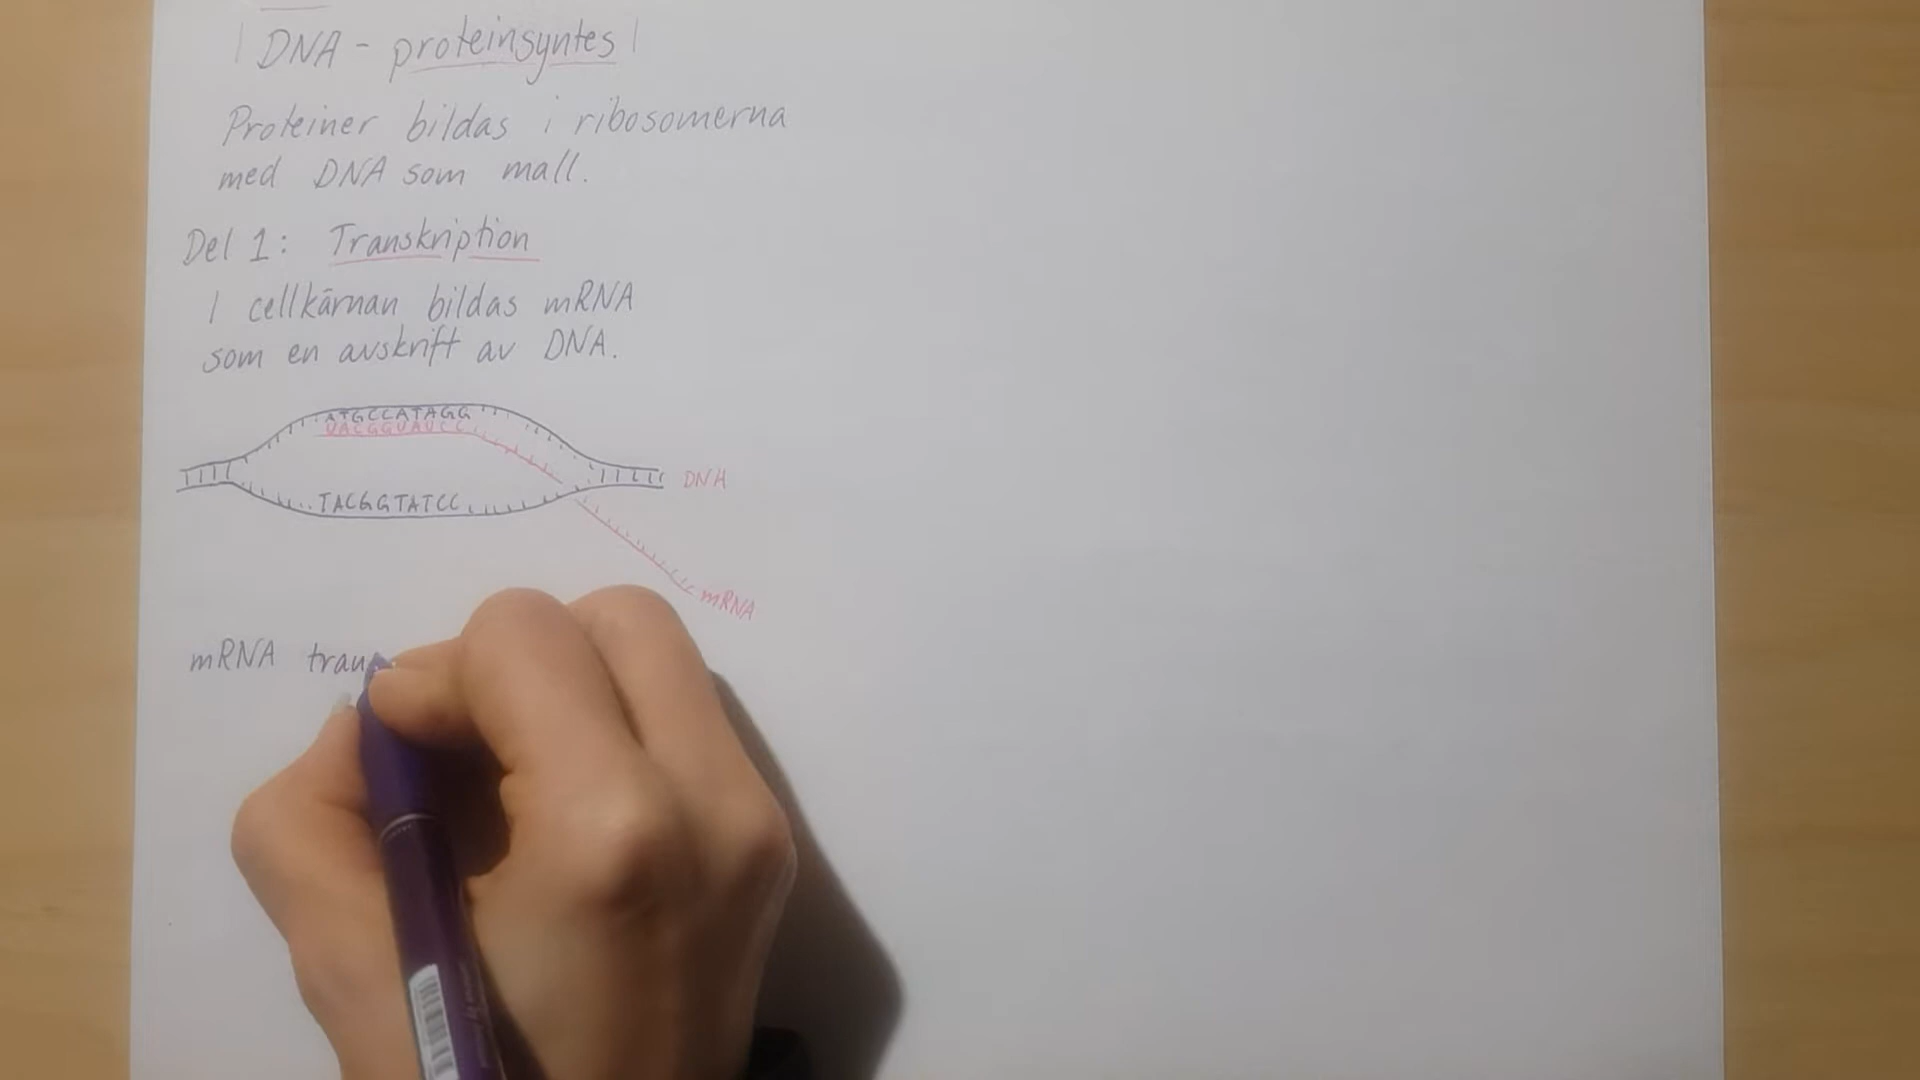 DNA - proteinsyntes
Proteiner bildas i ribosomerna
med DNA som mall.
Del 1: Transkription
I cellkärnan bildas mRNA
som en avskrift av DNA.
ATGCCATAGG
UACGGUAUCC
DNA
TACGGTATCC
mRNA
mRNA tran